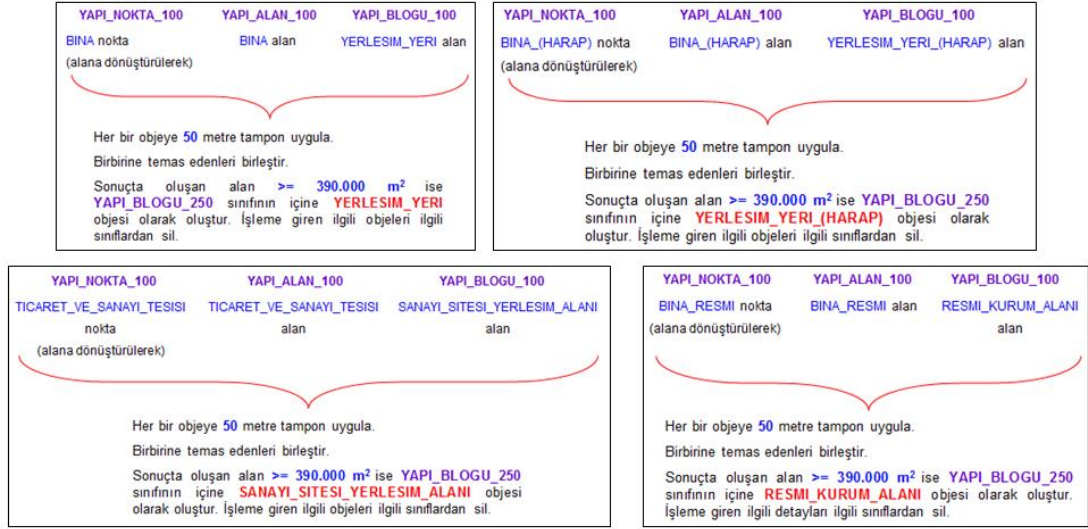 YAPI_NOKTA_100 YAPI_ALAN_100 YAPI_BLOGU_100
BINA nokta BINA alan YERLESIM_YERI alan
(alana dönüştürülerek)
Her bir objeye 50 metre tampon uygula.
Birbirine temas edenleri birleştir.
Sonuçta oluşan alan >= 390.000 m² ise
YAPI_BLOGU_250 sınıfının içine YERLESIM_YERI
objesi olarak oluştur. İşleme giren ilgili objeleri ilgili
sınıflardan sil.
YAPI_NOKTA_100 YAPI_ALAN_100 YAPI_BLOGU_100
BINA_(HARAP) nokta BINA_(HARAP) alan YERLESIM_YERI_(HARAP) alan
(alana dönüştürülerek)
Her bir objeye 50 metre tampon uygula.
Birbirine temas edenleri birleştir.
Sonuçta oluşan alan >= 390.000 m² ise YAPI_BLOGU_250
sınıfının içine YERLESIM_YERI_(HARAP) objesi olarak
oluştur. İşleme giren ilgili objeleri ilgili sınıflardan sil.
YAPI_NOKTA_100 YAPI_ALAN_100 YAPI_BLOGU_100
TICARET_VE_SANAYI_TESISI TICARET_VE_SANAYI_TESISI SANAYI_SITESI_YERLESIM_ALANI
nokta alan alan
(alana dönüştürülerek)
Her bir objeye 50 metre tampon uygula.
Birbirine temas edenleri birleştir.
Sonuçta oluşan alan >= 390.000 m² ise YAPI_BLOGU_250
sınıfının içine SANAYI_SITESI_YERLESIM_ALANI objesi
olarak oluştur. İşleme giren ilgili objeleri ilgili sınıflardan sil.
YAPI_NOKTA_100 YAPI_ALAN_100 YAPI_BLOGU_100
BINA_RESMI nokta BINA_RESMI alan RESMI_KURUM_ALANI
(alana dönüştürülerek) alan
Her bir objeye 50 metre tampon uygula.
Birbirine temas edenleri birleştir.
Sonuçta oluşan alan >= 390.000 m² ise YAPI_BLOGU_250
sınıfının içine RESMI_KURUM_ALANI objesi olarak oluştur.
İşleme giren ilgili detayları ilgili sınıflardan sil.